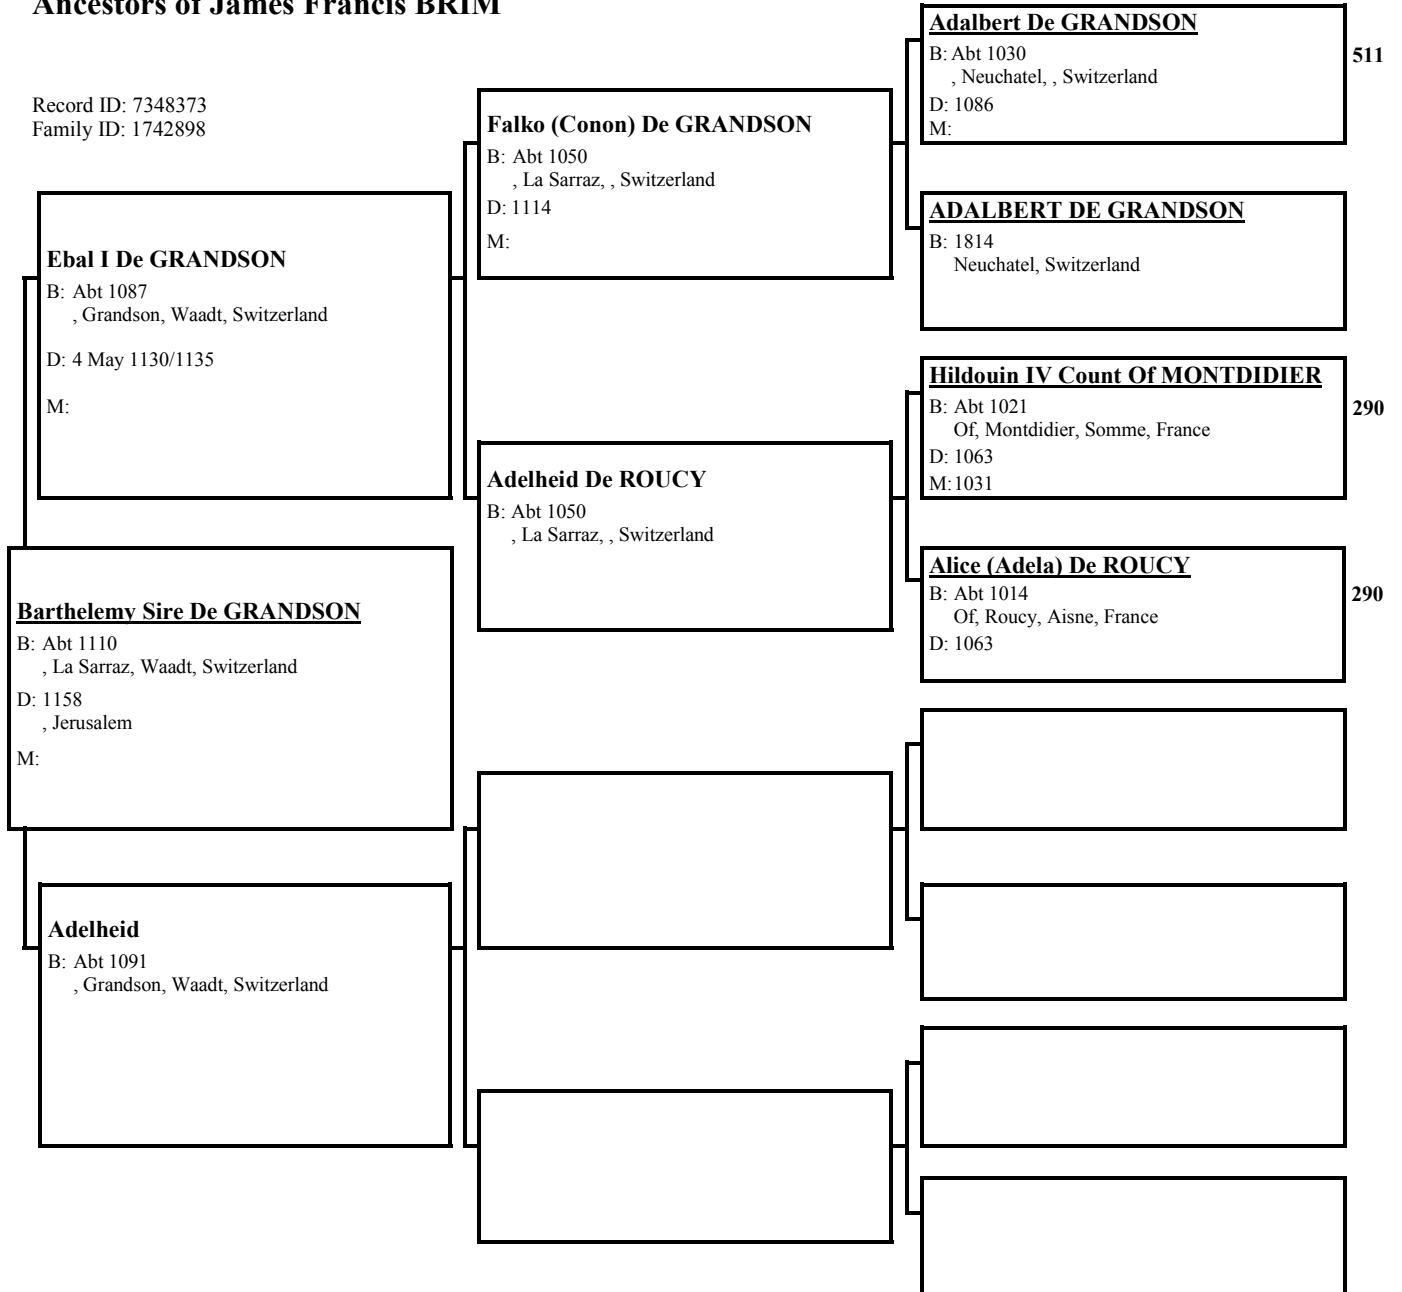 Ancestors of James Francis BRIM
Record ID: 7348373
Family ID: 1742898
Adalbert De GRANDSON
B: Abt 1030
, Neuchatel, , Switzerland
D: 1086
M:
511
Falko (Conon) De GRANDSON
B: Abt 1050
, La Sarraz, , Switzerland
D: 1114
M:
ADALBERT DE GRANDSON
B: 1814
Neuchatel, Switzerland
Ebal I De GRANDSON
B: Abt 1087
, Grandson, Waadt, Switzerland
D: 4 May 1130/1135
M:
Hildouin IV Count Of MONTDIDIER
B: Abt 1021
Of, Montdidier, Somme, France
D: 1063
M:1031
290
Adelheid De ROUCY
B: Abt 1050
, La Sarraz, , Switzerland
Alice (Adela) De ROUCY
B: Abt 1014
Of, Roucy, Aisne, France
D: 1063
290
Barthelemy Sire De GRANDSON
B: Abt 1110
, La Sarraz, Waadt, Switzerland
D: 1158
, Jerusalem
M:
Adelheid
B: Abt 1091
, Grandson, Waadt, Switzerland